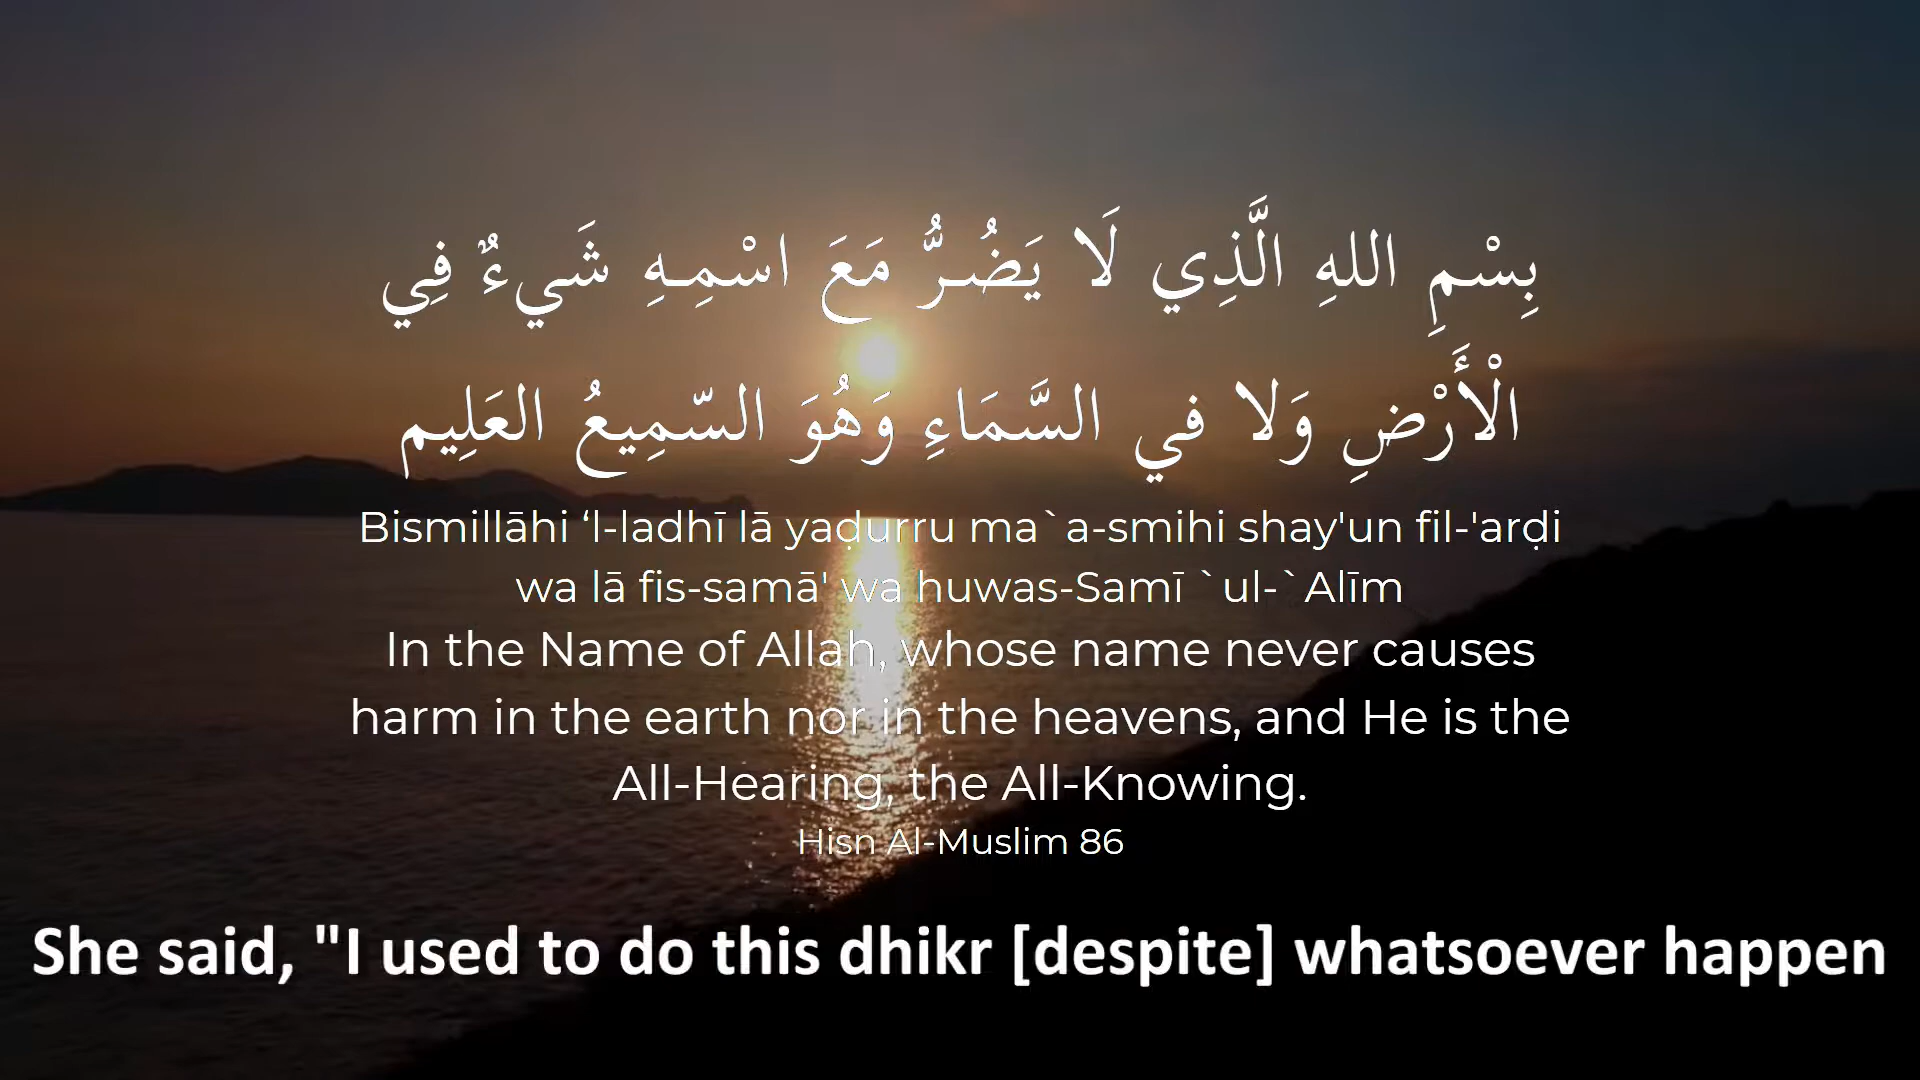 بِسْمِ اللهِ الَّذِي لَا يَضُرُّ مَعَ اسْمِهِ شَيءٌ فِي
الْأَرْضِ وَلا في السَّمَاءِ وَهُوَ السّمِيعُ العَلِيم
Bismillāhi ‘l-ladhī lā yaḍurru ma`a-smihi shay'un fil-'arḍi
wa lā fis-samā' wa huwas-Samī `ul-`Alīm
In the Name of Allah, whose name never causes
harm in the earth nor in the heavens, and He is the
All-Hearing, the All-Knowing.
Hisn Al-Muslim 86
She said, "I used to do this dhikr [despite] whatsoever happen